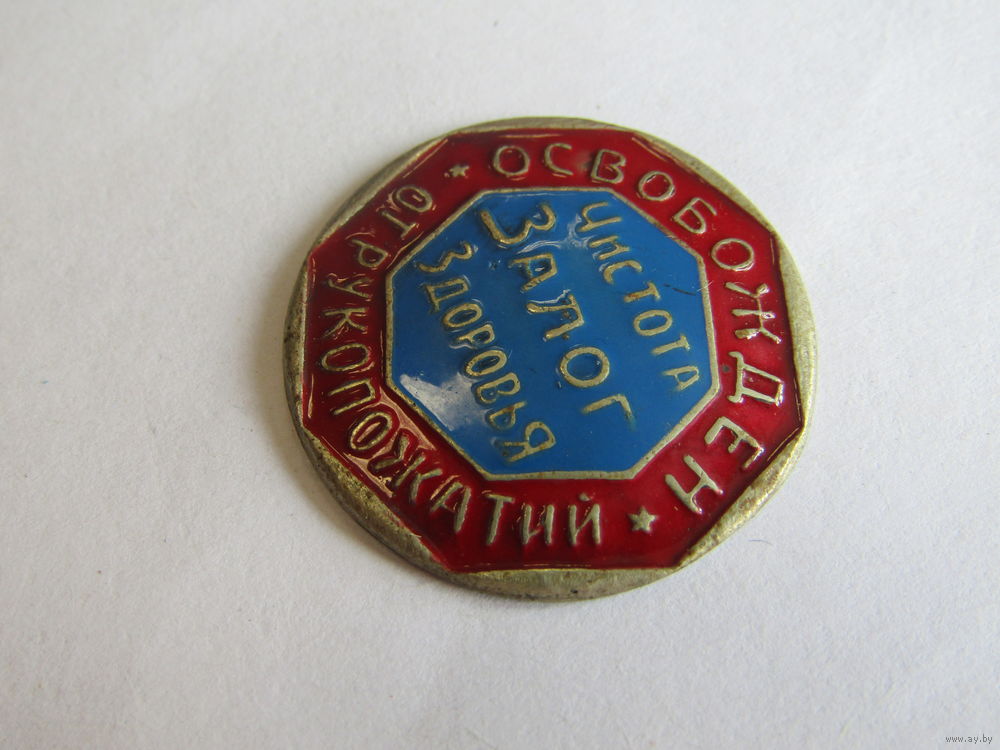 ОСВОБОЖДЕН
ОТ РУКОПОЖАТИЙ
ЧИСТОТА
ЗАЛОГ
ЗДОРОВЬЯ
www.ay.by